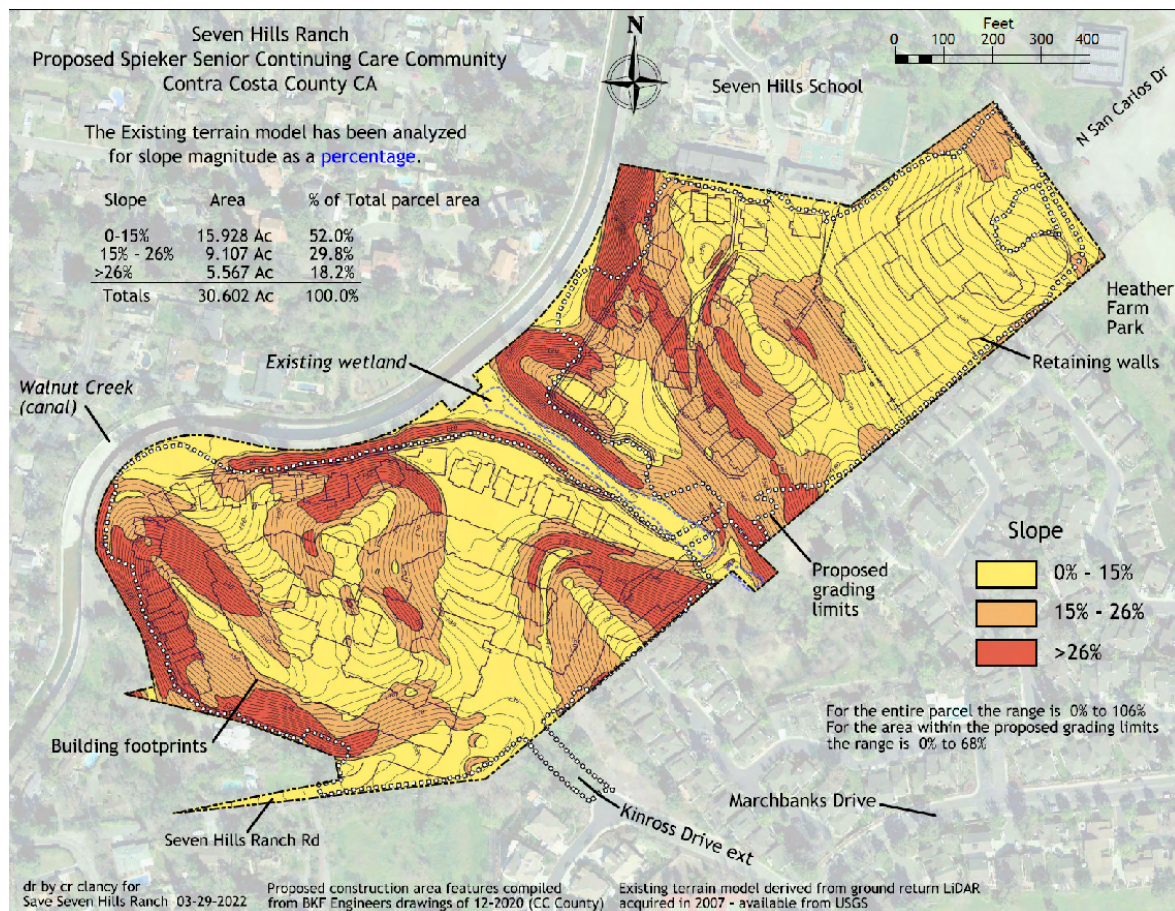 Seven Hills Ranch
Proposed Spieker Senior Continuing Care Community
Contra Costa County CA
The Existing terrain model has been analyzed
for slope magnitude as a percentage.
Slope Area % of Total parcel area
0-15% 15.928 Ac 52.0%
15% - 26% 9.107 Ac 29.8%
>26% 5.567 Ac 18.2%
Totals 30.602 Ac 100.0%
N
Feet
0 100 200 300 400
Seven Hills School
N San Carlos Dr
Heather
Farm
Park
Retaining walls
Existing wetland
Walnut Creek
(canal)
Proposed
grading
limits
Slope
0% - 15%
15% - 26%
>26%
For the entire parcel the range is 0% to 106%
For the area within the proposed grading limits
the range is 0% to 68%
Building footprints
Seven Hills Ranch Rd
Kinross Drive ext
Marchbanks Drive
dr by cr clancy for
Save Seven Hills Ranch 03-29-2022
Proposed construction area features compiled
from BKF Engineers drawings of 12-2020 (CC County)
Existing terrain model derived from ground return LiDAR
acquired in 2007 - available from USGS